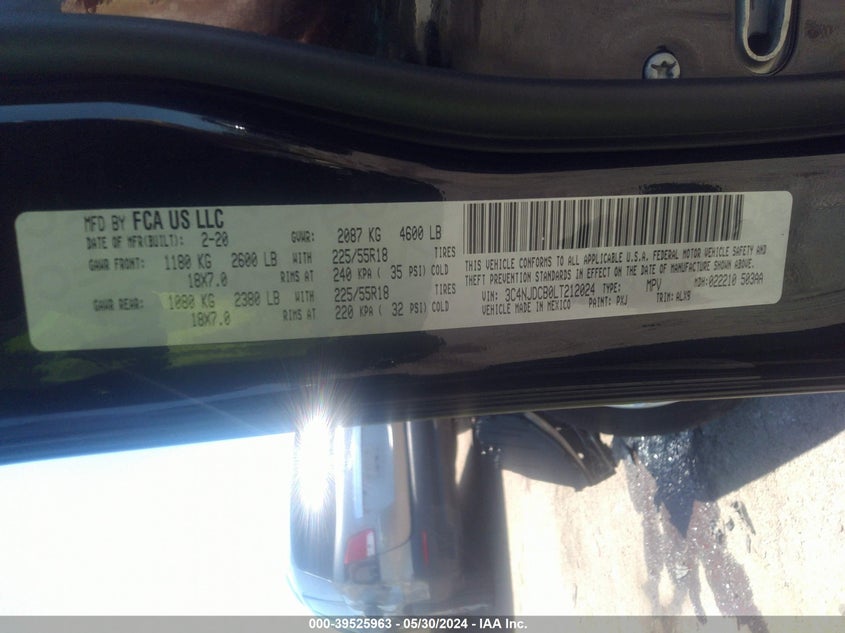 MFD BY FCA US LLC
DATE OF MFR(BUILT): 2-20 GVWR: 2087 KG 4600 LB
GAWR FRONT: 1180 KG 2600 LB WITH 225/55R18 TIRES
18X7.0 RIMS AT 240 KPA ( 35 PSI) COLD
GAWR REAR: 1080 KG 2380 LB WITH 225/55R18 TIRES
18X7.0 RIMS AT 220 KPA ( 32 PSI) COLD
THIS VEHICLE CONFORMS TO ALL APPLICABLE U.S.A. FEDERAL MOTOR VEHICLE SAFETY AND
THEFT PREVENTION STANDARDS IN EFFECT ON THE DATE OF MANUFACTURE SHOWN ABOVE.
VIN: 3C4NJDCB0LT212024 TYPE: MPV MDH:022210 503AA
VEHICLE MADE IN MEXICO PAINT: PXJ TRIM: ALX9
000-39525963 - 05/30/2024 - IAA Inc.